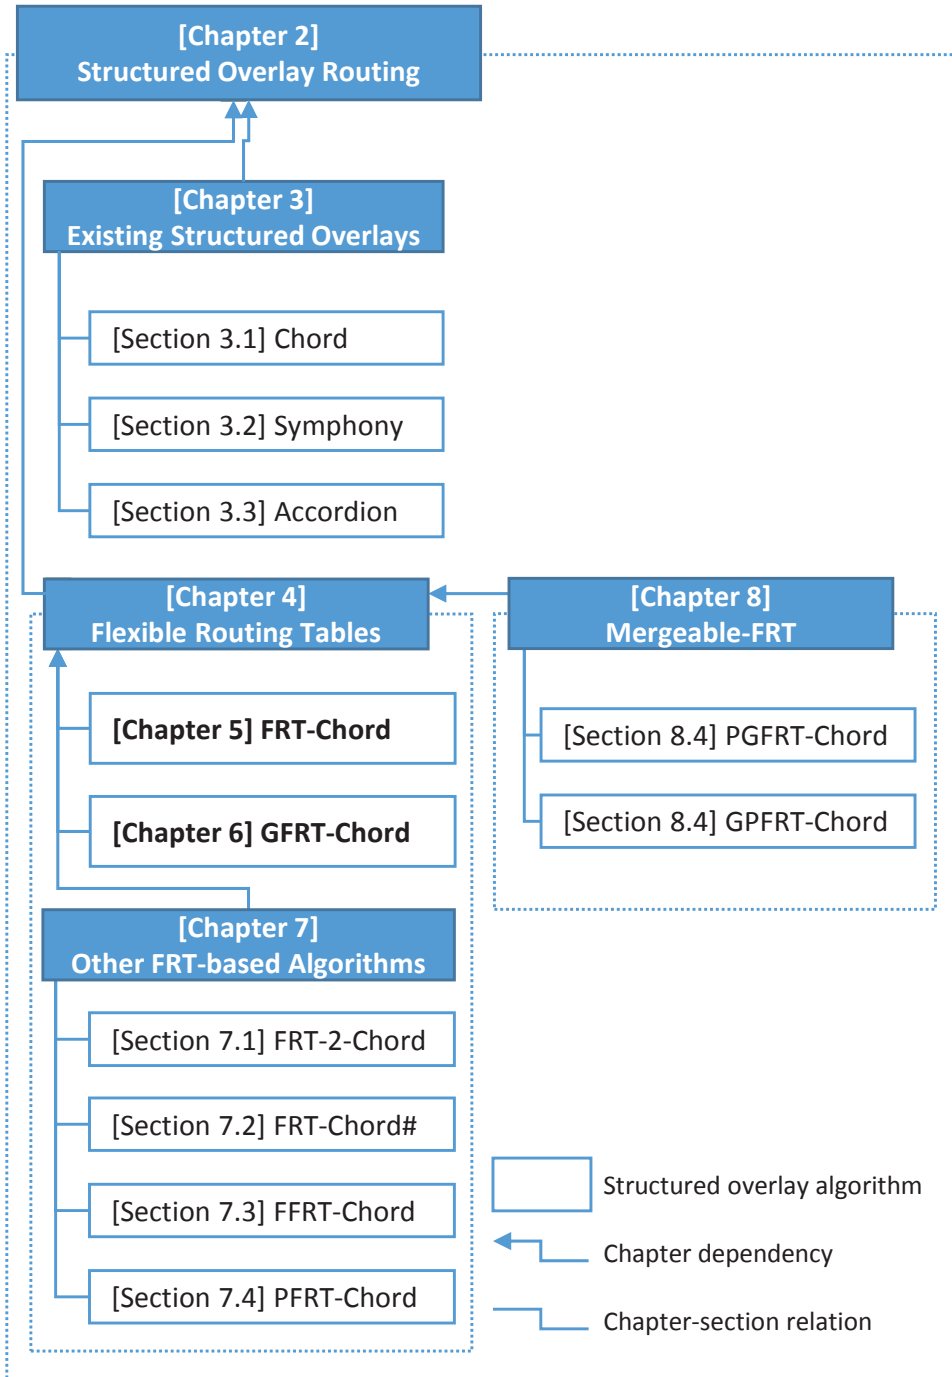 [Chapter 2]
Structured Overlay Routing
[Chapter 3]
Existing Structured Overlays
[Section 3.1] Chord
[Section 3.2] Symphony
[Section 3.3] Accordion
[Chapter 4]
Flexible Routing Tables
[Chapter 8]
Mergeable-FRT
[Chapter 5] FRT-Chord
[Section 8.4] PGFRT-Chord
[Chapter 6] GFRT-Chord
[Section 8.4] GPFRT-Chord
[Chapter 7]
Other FRT-based Algorithms
[Section 7.1] FRT-2-Chord
[Section 7.2] FRT-Chord#
[Section 7.3] FFRT-Chord
[Section 7.4] PFRT-Chord
Structured overlay algorithm
Chapter dependency
Chapter-section relation